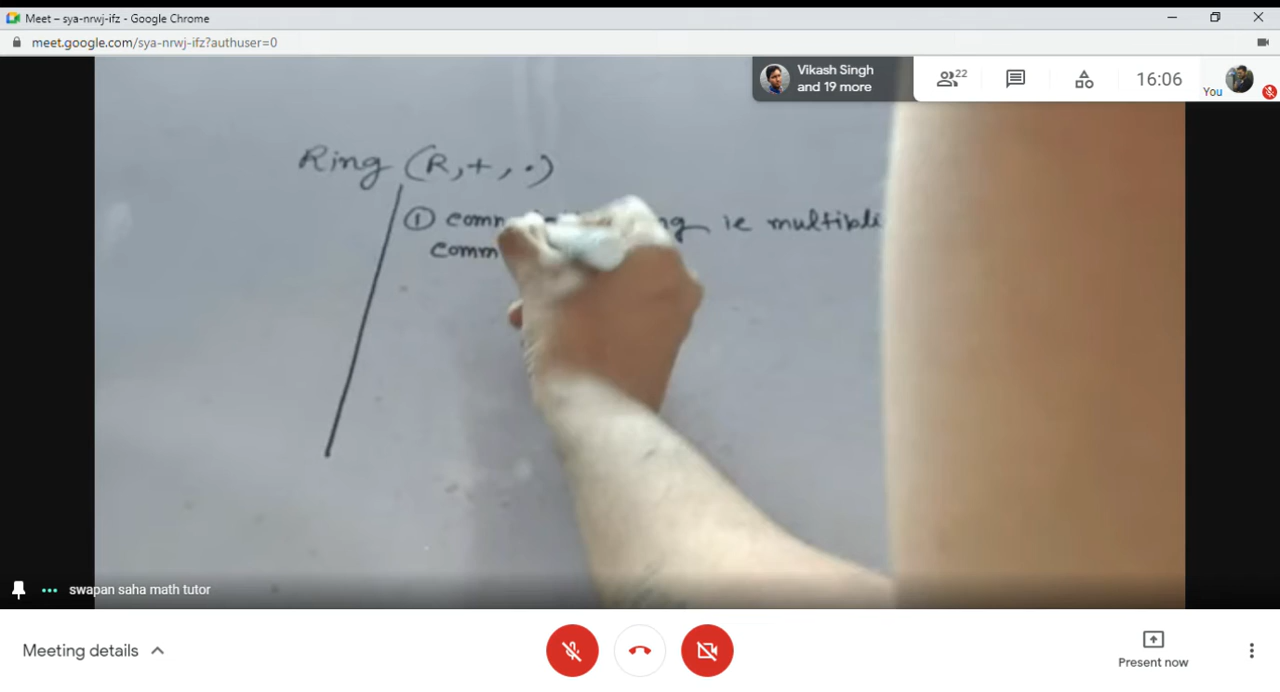 Meet – sya-nrwj-ifz - Google Chrome
meet.google.com/sya-nrwj-ifz?authuser=0
Vikash Singh
and 19 more
22
16:06
You
Ring (R,+, ·)
① ie
swapan saha math tutor
Meeting details
Present now